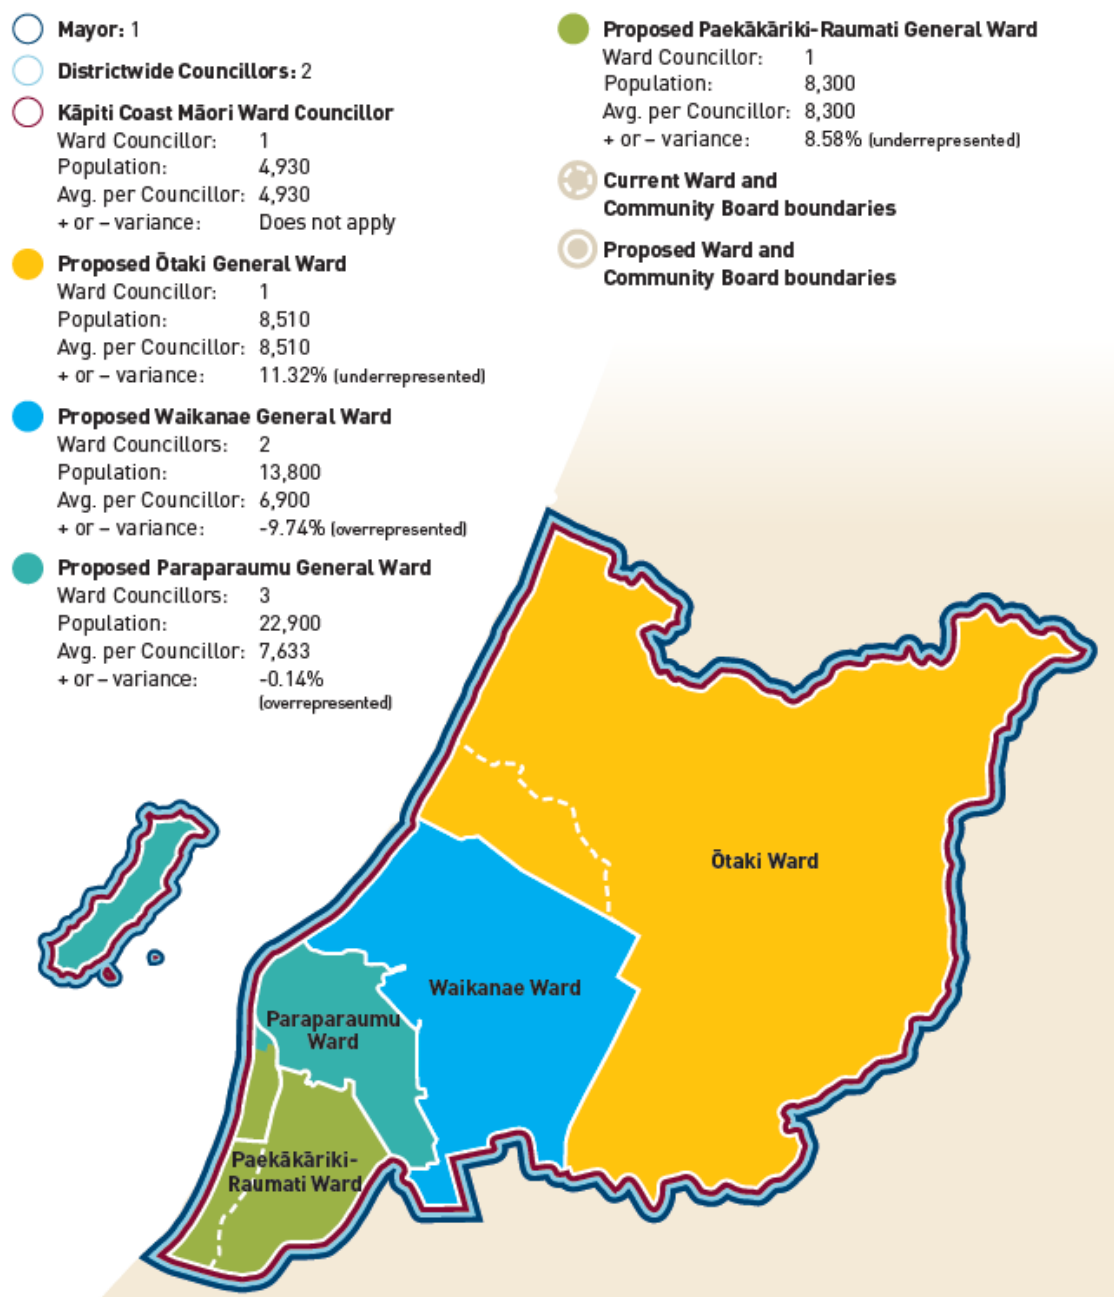 Mayor: 1
Districtwide Councillors: 2
Kāpiti Coast Māori Ward Councillor
Ward Councillor: 1
Population: 4,930
Avg. per Councillor: 4,930
+ or – variance: Does not apply
Proposed Ōtaki General Ward
Ward Councillor: 1
Population: 8,510
Avg. per Councillor: 8,510
+ or – variance: 11.32% (underrepresented)
Proposed Waikanae General Ward
Ward Councillors: 2
Population: 13,800
Avg. per Councillor: 6,900
+ or – variance: -9.74% (overrepresented)
Proposed Paraparaumu General Ward
Ward Councillors: 3
Population: 22,900
Avg. per Councillor: 7,633
+ or – variance: -0.14%
(overrepresented)
Proposed Paekākāriki-Raumati General Ward
Ward Councillor: 1
Population: 8,300
Avg. per Councillor: 8,300
+ or – variance: 8.58% (underrepresented)
Current Ward and
Community Board boundaries
Proposed Ward and
Community Board boundaries
Ōtaki Ward
Waikanae Ward
Paraparaumu
Ward
Paekākāriki-
Raumati Ward